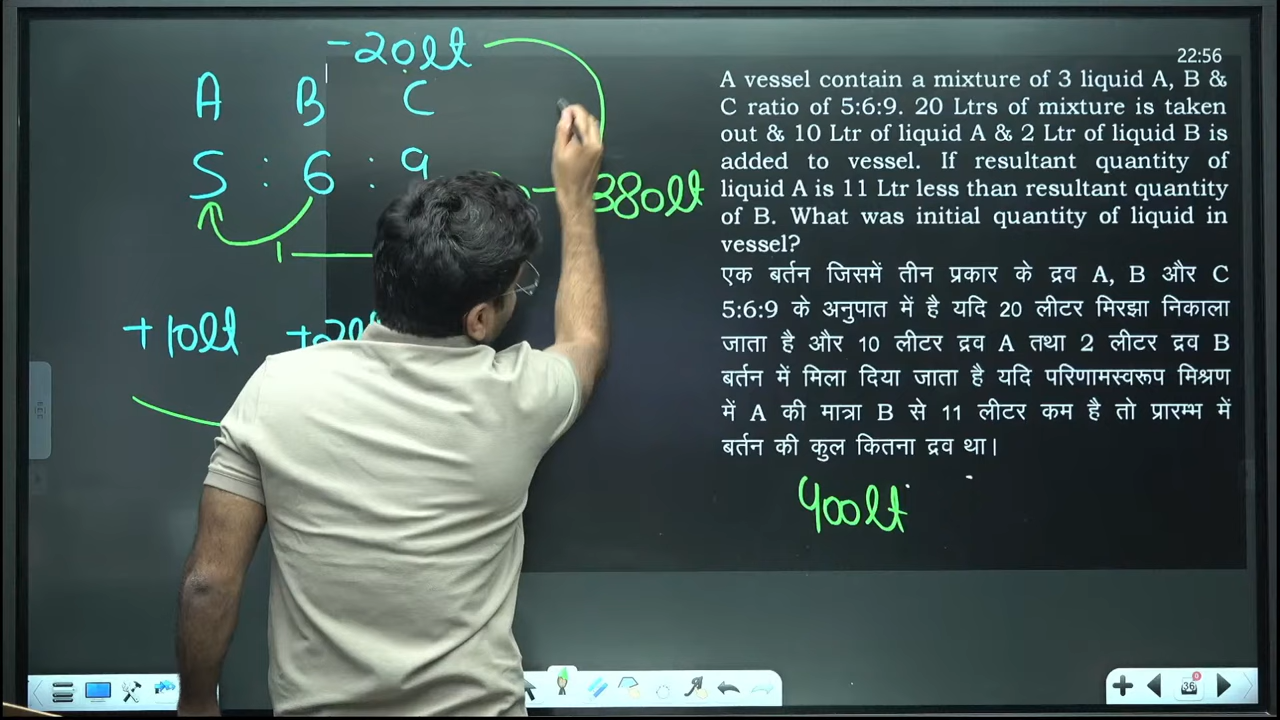 -20lt
A B C
5 : 6 : 9
380lt
1
+10lt
22:56
A vessel contain a mixture of 3 liquid A, B &
C ratio of 5:6:9. 20 Ltrs of mixture is taken
out & 10 Ltr of liquid A & 2 Ltr of liquid B is
added to vessel. If resultant quantity of
liquid A is 11 Ltr less than resultant quantity
of B. What was initial quantity of liquid in
vessel?
एक बर्तन जिसमें तीन प्रकार के द्रव A, B और C
5:6:9 के अनुपात में है यदि 20 लीटर मिरझा निकाला
जाता है और 10 लीटर द्रव A तथा 2 लीटर द्रव B
बर्तन में मिला दिया जाता है यदि परिणामस्वरूप मिश्रण
में A की मात्रा B से 11 लीटर कम है तो प्रारम्भ में
बर्तन की कुल कितना द्रव था।
400lt
36